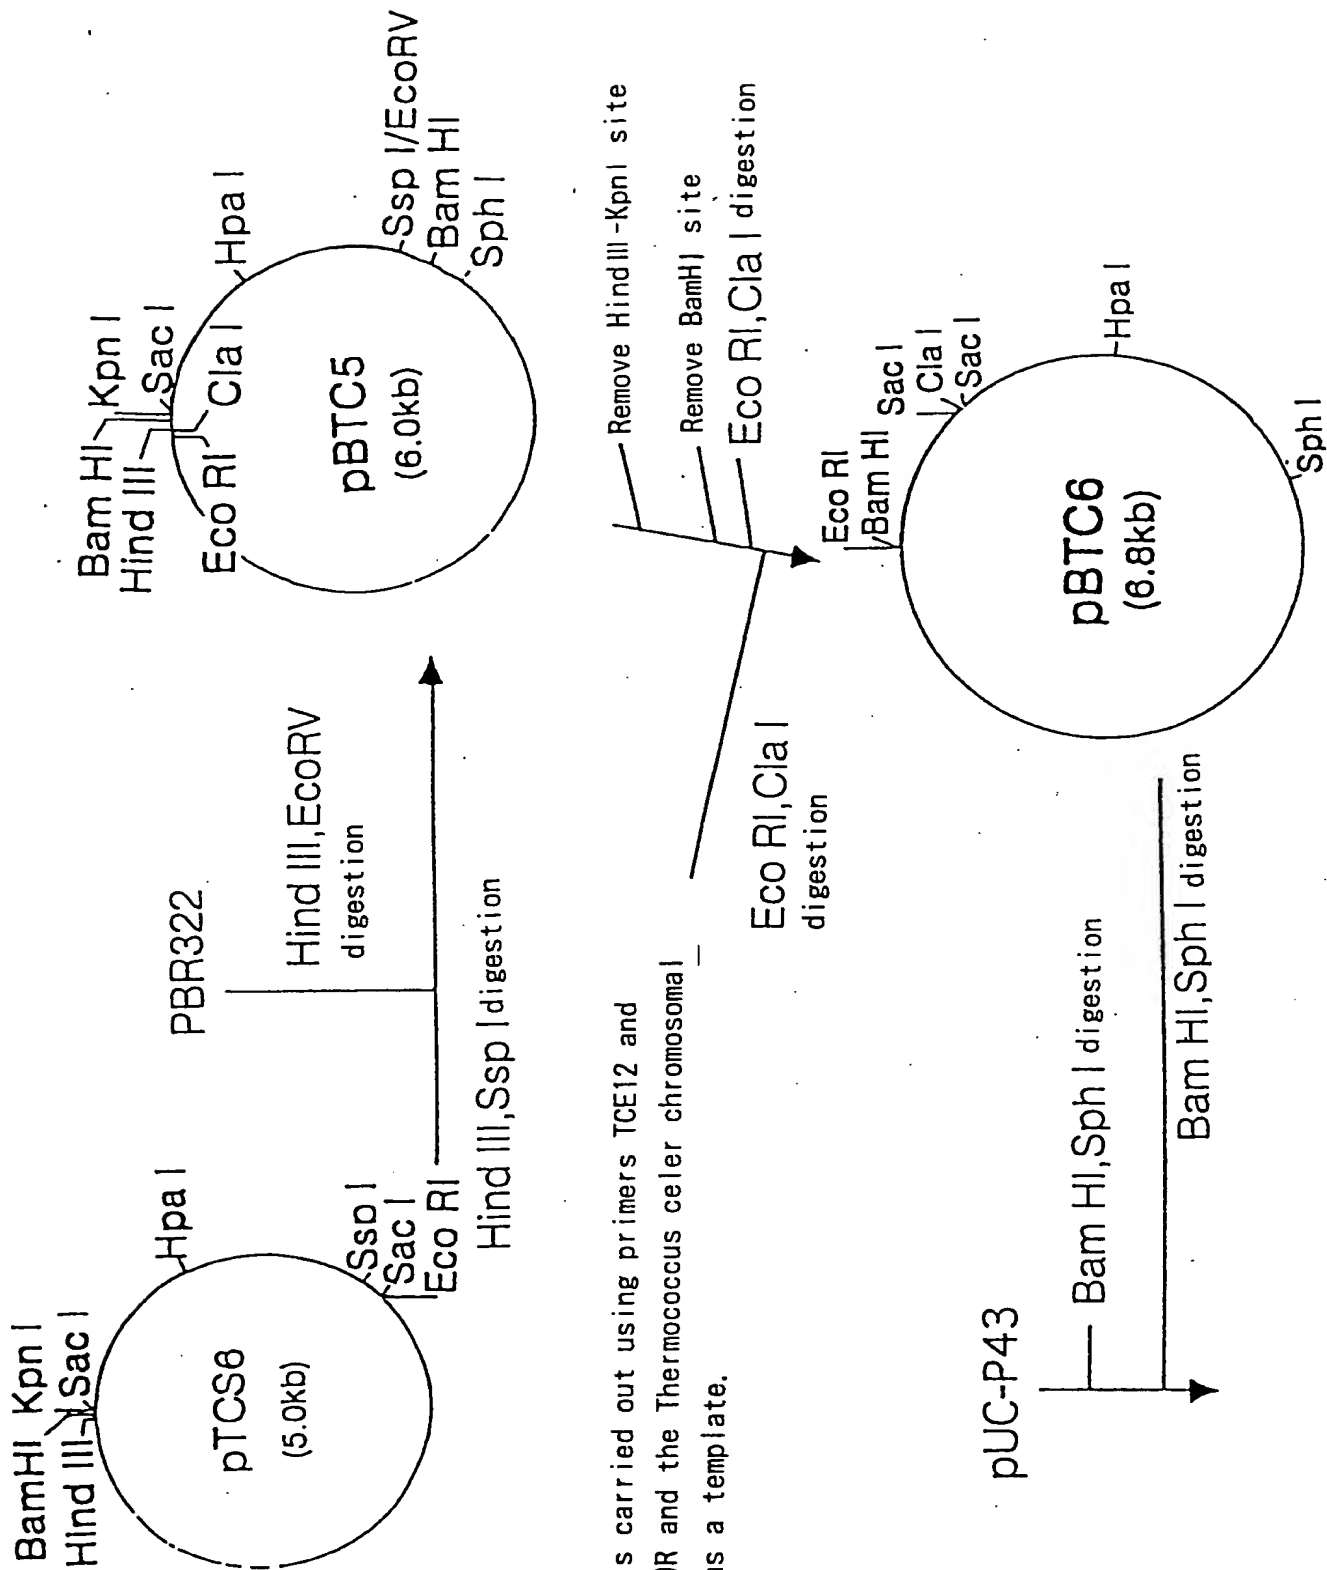 BamHI Kpn I
HInd III Sac I
Hpa I
pTCS6
(5.0kb)
Ssp I
Sac I
Eco RI
Hind III,Ssp I digestion
PBR322
Hind III,EcoRV
digestion
Bam HI Kpn I
Hind III Sac I
Eco RI Cla I
Hpa I
pBTC5
(6.0kb)
Ssp I/EcoRV
Bam HI
Sph I
s carried out using primers TCE12 and
R and the Thermococcus celer chromosomal
s a template.
Eco RI,Cla I
digestion
Remove HindIII-KpnI site
Remove BamHI site
Eco RI,Cla I digestion
Eco RI
Bam HI
Sac I
Cla I
Sac I
Hpa I
pBTC6
(6.8kb)
Sph I
pUC-P43
Bam HI,Sph I digestion
Bam HI,Sph I digestion